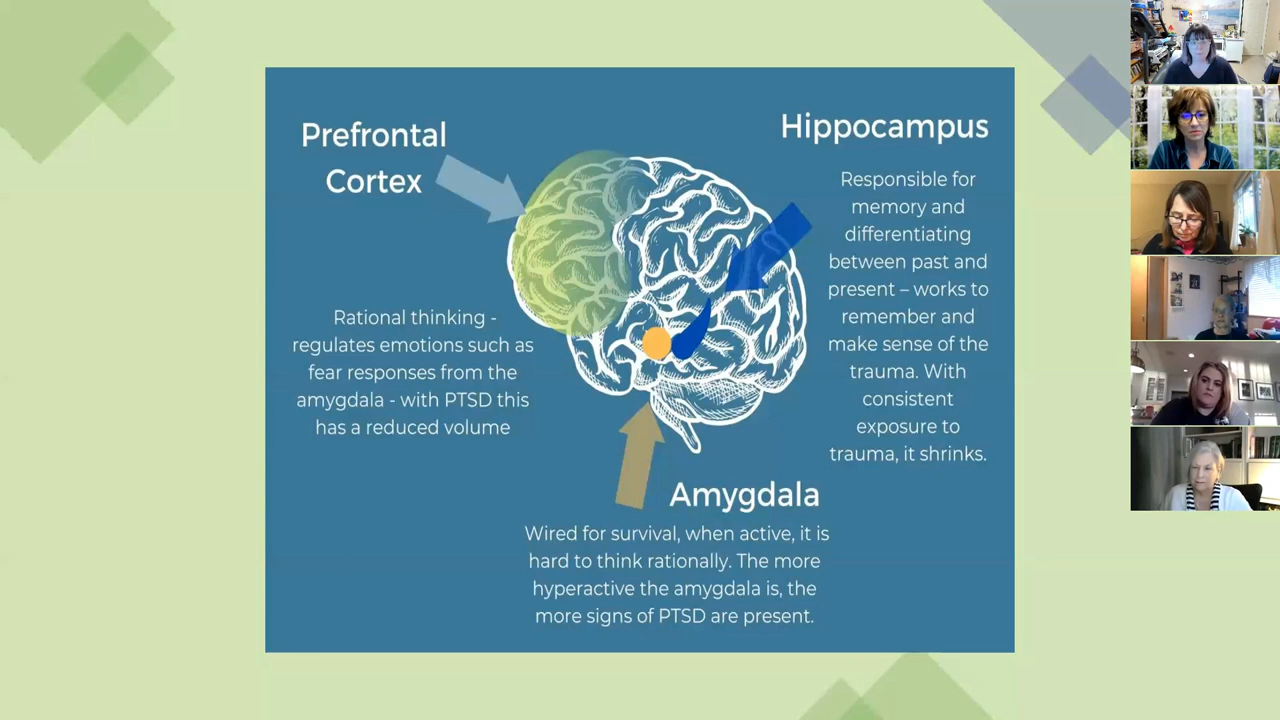 Prefrontal
Cortex
Rational thinking -
regulates emotions such as
fear responses from the
amygdala - with PTSD this
has a reduced volume
Hippocampus
Responsible for
memory and
differentiating
between past and
present – works to
remember and
make sense of the
trauma. With
consistent
exposure to
trauma, it shrinks.
Amygdala
Wired for survival, when active, it is
hard to think rationally. The more
hyperactive the amygdala is, the
more signs of PTSD are present.